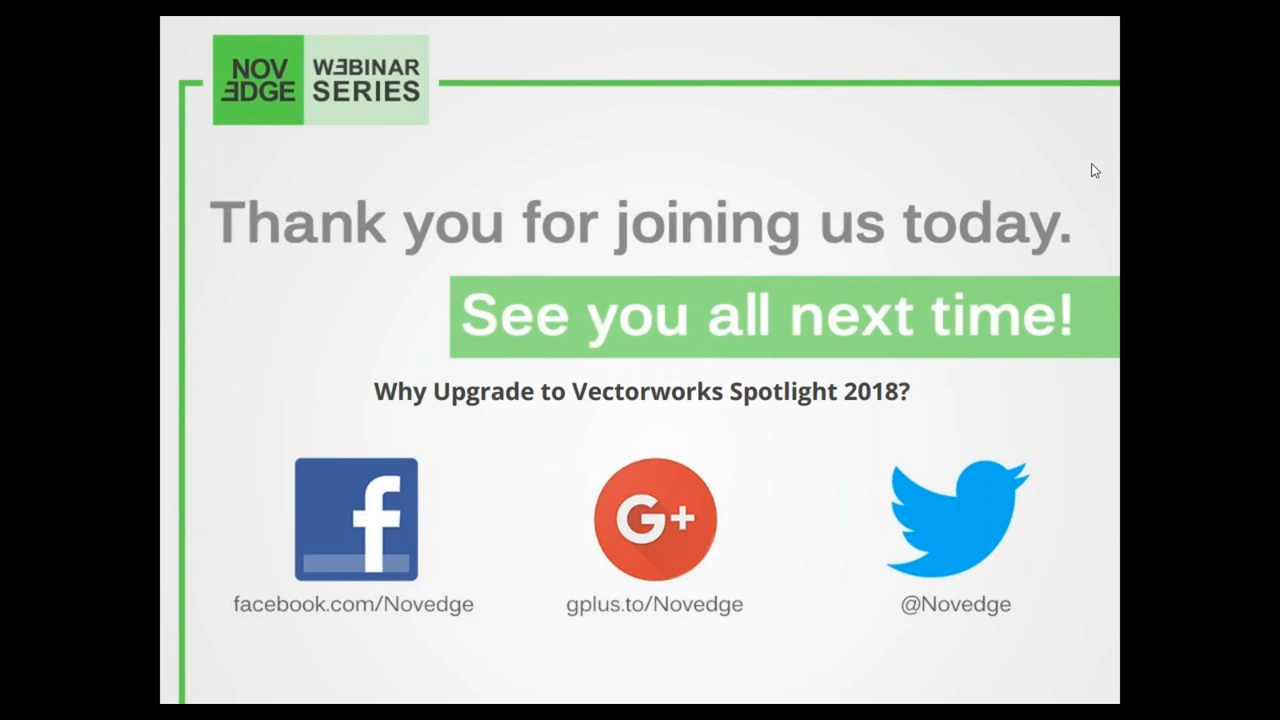 NOV
EDGE
WEBINAR
SERIES
Thank you for joining us today.
See you all next time!
Why Upgrade to Vectorworks Spotlight 2018?
f
G+
facebook.com/Novedge
gplus.to/Novedge
@Novedge